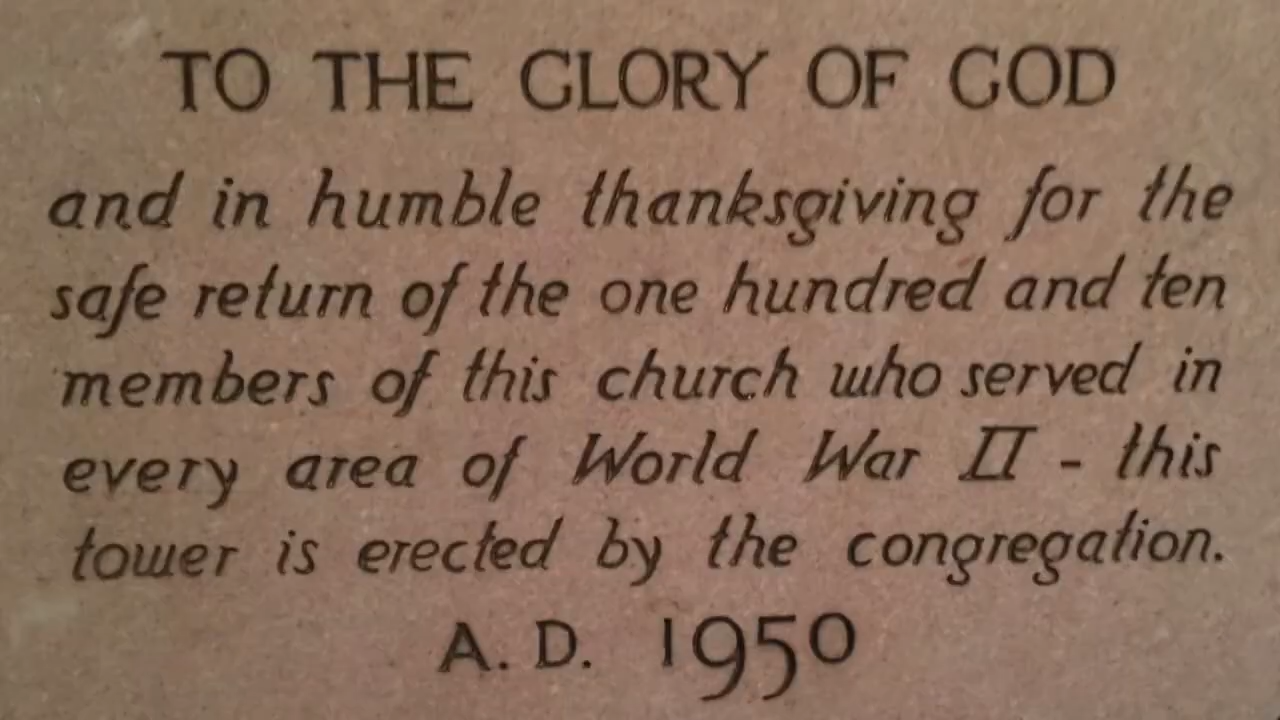 TO THE GLORY OF GOD
and in humble thanksgiving for the
safe return of the one hundred and ten
members of this church who served in
every area of World War II - this
tower is erected by the congregation.
A. D. 1950